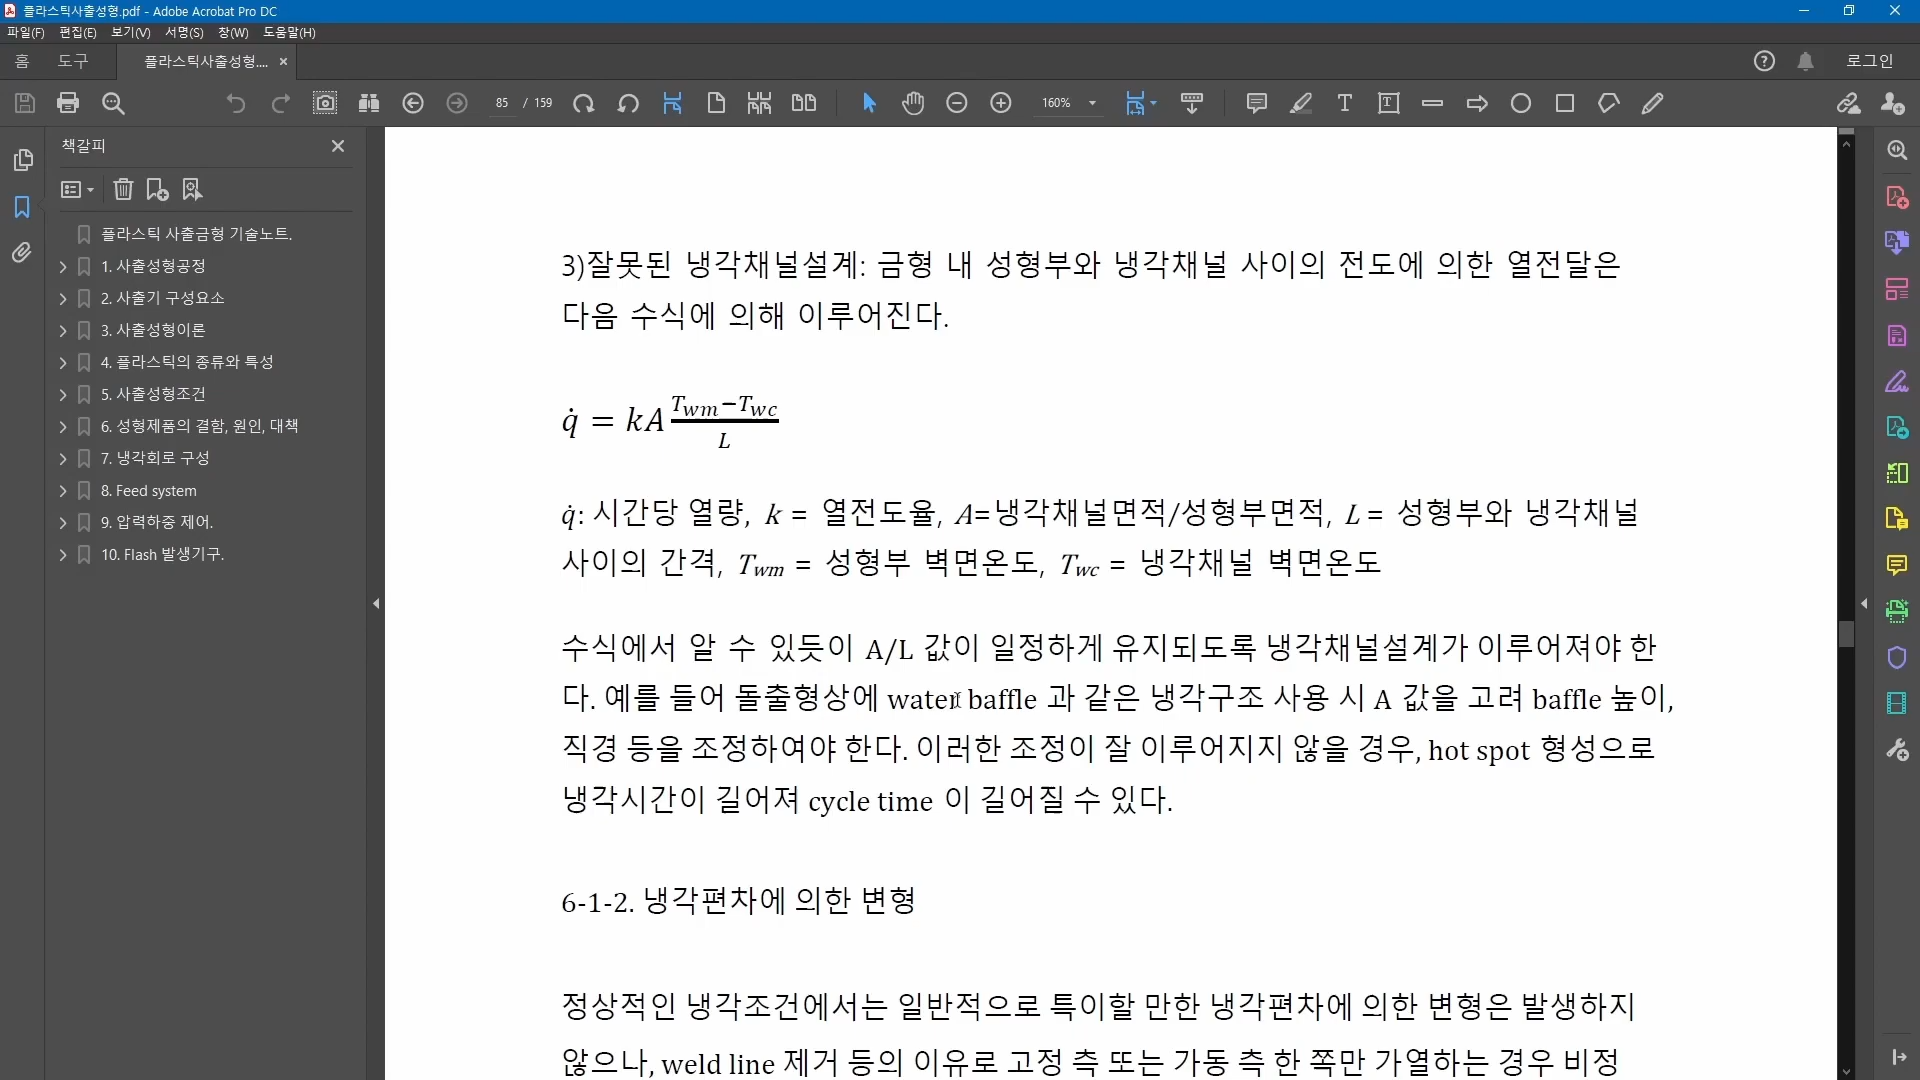 플라스틱사출성형.pdf - Adobe Acrobat Pro DC
파일(F) 편집(E) 보기(V) 서명(S) 창(W) 도움말(H)
홈 도구 플라스틱사출성형.... × 로그인
85 / 159 160%
책갈피
플라스틱 사출금형 기술노트.
1. 사출성형공정
2. 사출기 구성요소
3. 사출성형이론
4. 플라스틱의 종류와 특성
5. 사출성형조건
6. 성형제품의 결함, 원인, 대책
7. 냉각회로 구성
8. Feed system
9. 압력하중 제어.
10. Flash 발생기구.
3)잘못된 냉각채널설계: 금형 내 성형부와 냉각채널 사이의 전도에 의한 열전달은
다음 수식에 의해 이루어진다.
q̇ = kA (T_wm − T_wc) / L
q̇: 시간당 열량, k = 열전도율, A=냉각채널면적/성형부면적, L = 성형부와 냉각채널
사이의 간격, Twm = 성형부 벽면온도, Twc = 냉각채널 벽면온도
수식에서 알 수 있듯이 A/L 값이 일정하게 유지되도록 냉각채널설계가 이루어져야 한
다. 예를 들어 돌출형상에 water baffle 과 같은 냉각구조 사용 시 A 값을 고려 baffle 높이,
직경 등을 조정하여야 한다. 이러한 조정이 잘 이루어지지 않을 경우, hot spot 형성으로
냉각시간이 길어져 cycle time 이 길어질 수 있다.
6-1-2. 냉각편차에 의한 변형
정상적인 냉각조건에서는 일반적으로 특이할 만한 냉각편차에 의한 변형은 발생하지
않으나, weld line 제거 등의 이유로 고정 측 또는 가동 측 한 쪽만 가열하는 경우 비정